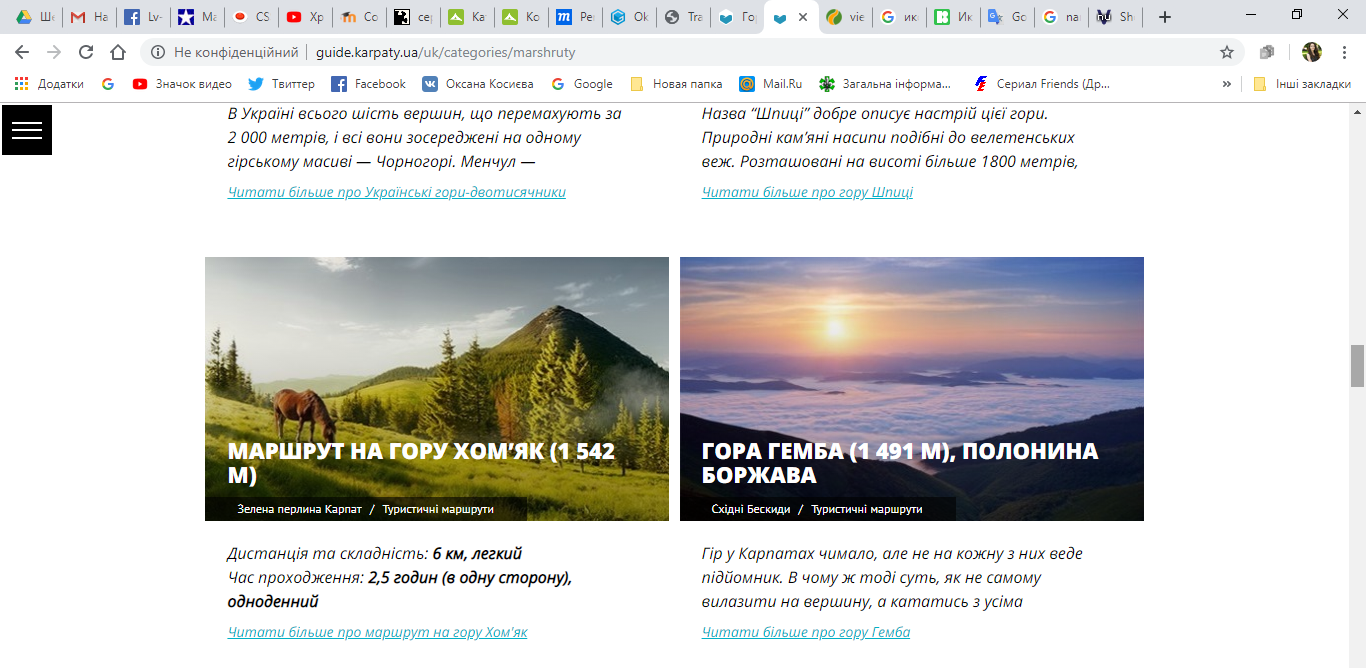 Ше
На
Lv-
Ма
CS
Хр
Co
сер
Ка
Ко
Рег
Ok
Tra
Го
vie
ико
Ик
Go
nar
Sh
Не конфіденційний
guide.karpaty.ua/uk/categories/marshruty
Додатки
Значок видео
Твиттер
Facebook
Оксана Косиєва
Google
Новая папка
Mail.Ru
Загальна інформа...
Сериал Friends (Др...
»
Інші закладки
В Україні всього шість вершин, що перемахують за
2 000 метрів, і всі вони зосереджені на одному
гірському масиві — Чорногорі. Менчул —
Читати більше про Українські гори-двотисячники
Назва “Шпиці” добре описує настрій цієї гори.
Природні кам’яні насипи подібні до велетенських
веж. Розташовані на висоті більше 1800 метрів,
Читати більше про гору Шпиці
МАРШРУТ НА ГОРУ ХОМ’ЯК (1 542
М)
Зелена перлина Карпат / Туристичні маршрути
Дистанція та складність: 6 км, легкий
Час проходження: 2,5 годин (в одну сторону),
одноденний
Читати більше про маршрут на гору Хом'як
ГОРА ГЕМБА (1 491 М), ПОЛОНИНА
БОРЖАВА
Східні Бескиди / Туристичні маршрути
Гір у Карпатах чимало, але не на кожну з них веде
підйомник. В чому ж тоді суть, як не самому
вилазити на вершину, а кататись з усіма
Читати більше про гору Гемба